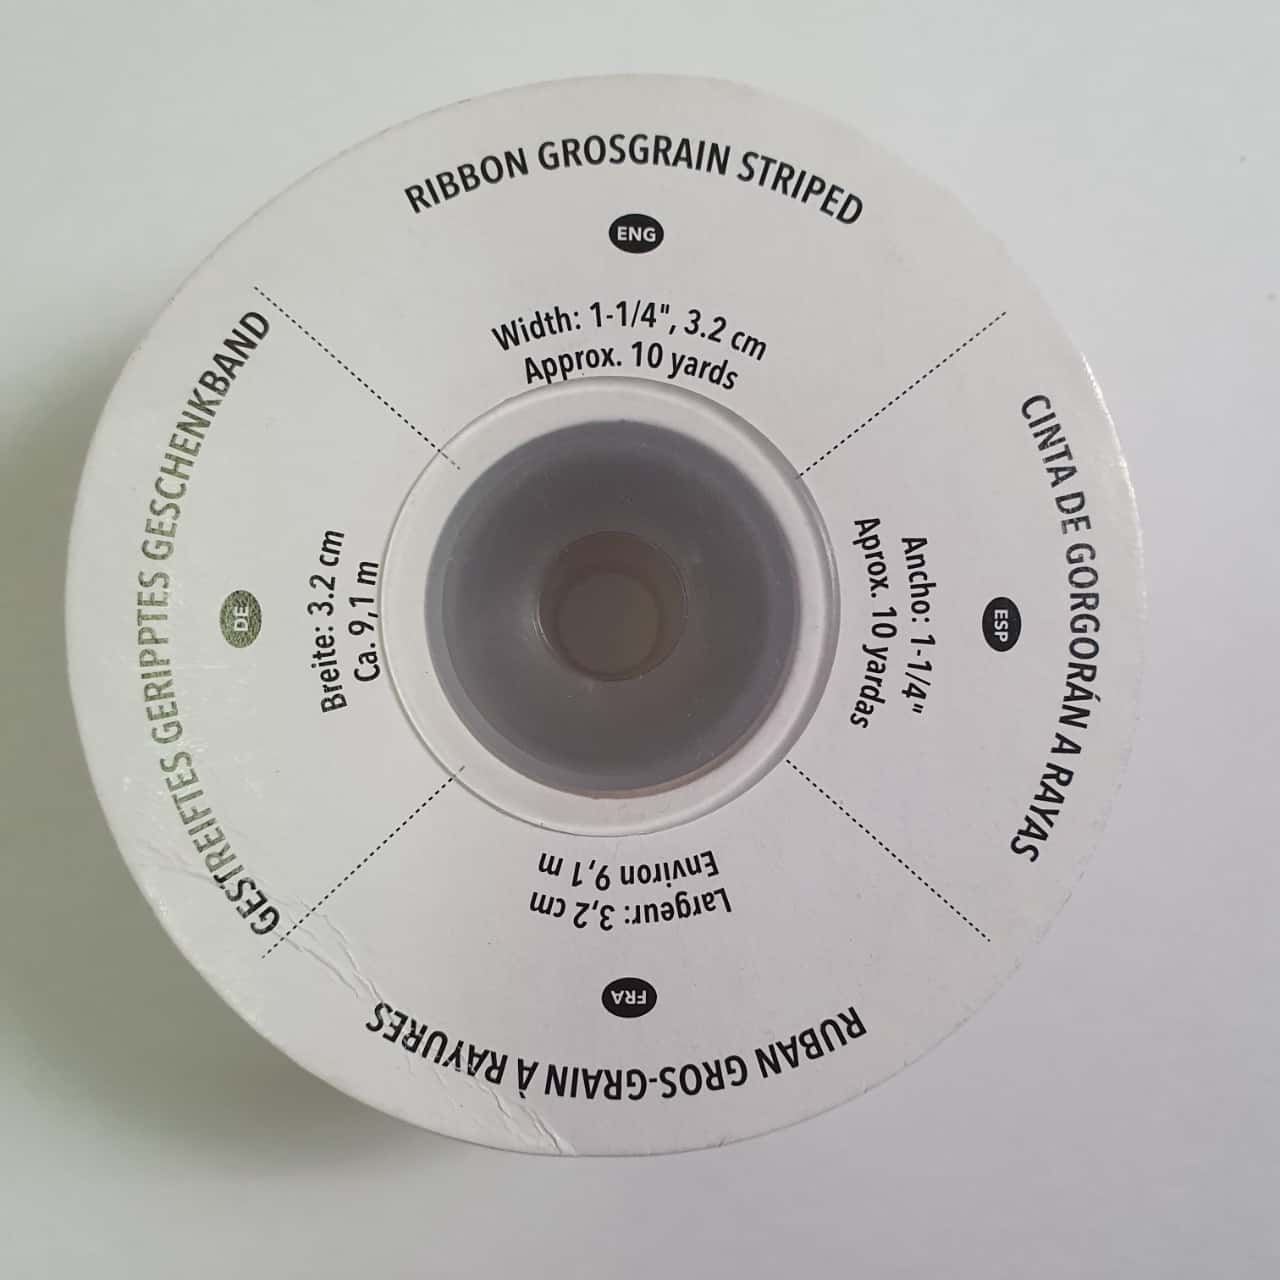 RIBBON GROSGRAIN STRIPED
ENG
Width: 1-1/4", 3.2 cm
Approx. 10 yards
CINTA DE GORGORÁN A RAYAS
ESP
Ancho: 1-1/4"
Aprox. 10 yardas
RUBAN GROS-GRAIN À RAYURES
FRA
Largeur: 3,2 cm
Environ 9,1 m
GESTREIFTES GERIPPTES GESCHENKBAND
DE
Breite: 3.2 cm
Ca. 9,1 m